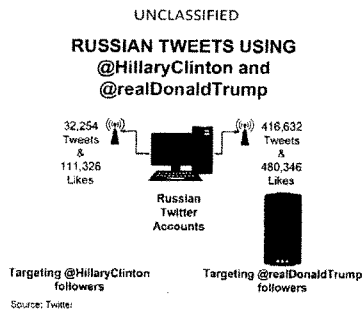 UNCLASSIFIED
RUSSIAN TWEETS USING
@HillaryClinton and
@realDonaldTrump
32,254
Tweets
&
111,326
Likes
416,632
Tweets
&
480,346
Likes
Russian
Twitter
Accounts
Targeting @HillaryClinton
followers
Targeting @realDonaldTrump
followers
Source: Twitter